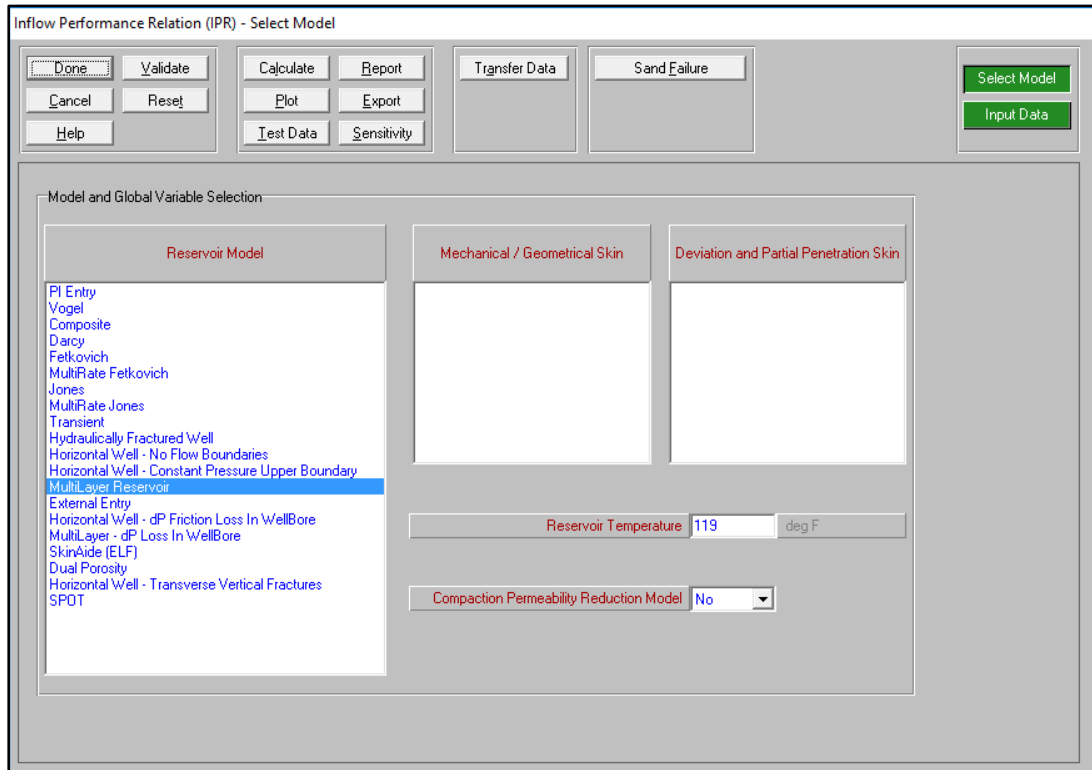 Inflow Performance Relation (IPR) - Select Model
Done
Validate
Calculate
Report
Transfer Data
Sand Failure
Select Model
Cancel
Reset
Plot
Export
Input Data
Help
Test Data
Sensitivity
Model and Global Variable Selection
Reservoir Model
Mechanical / Geometrical Skin
Deviation and Partial Penetration Skin
PI Entry
Vogel
Composite
Darcy
Fetkovich
MultiRate Fetkovich
Jones
MultiRate Jones
Transient
Hydraulically Fractured Well
Horizontal Well - No Flow Boundaries
Horizontal Well - Constant Pressure Upper Boundary
MultiLayer Reservoir
External Entry
Horizontal Well - dP Friction Loss In WellBore
MultiLayer - dP Loss In WellBore
SkinAide (ELF)
Dual Porosity
Horizontal Well - Transverse Vertical Fractures
SPOT
Reservoir Temperature 119 deg F
Compaction Permeability Reduction Model No